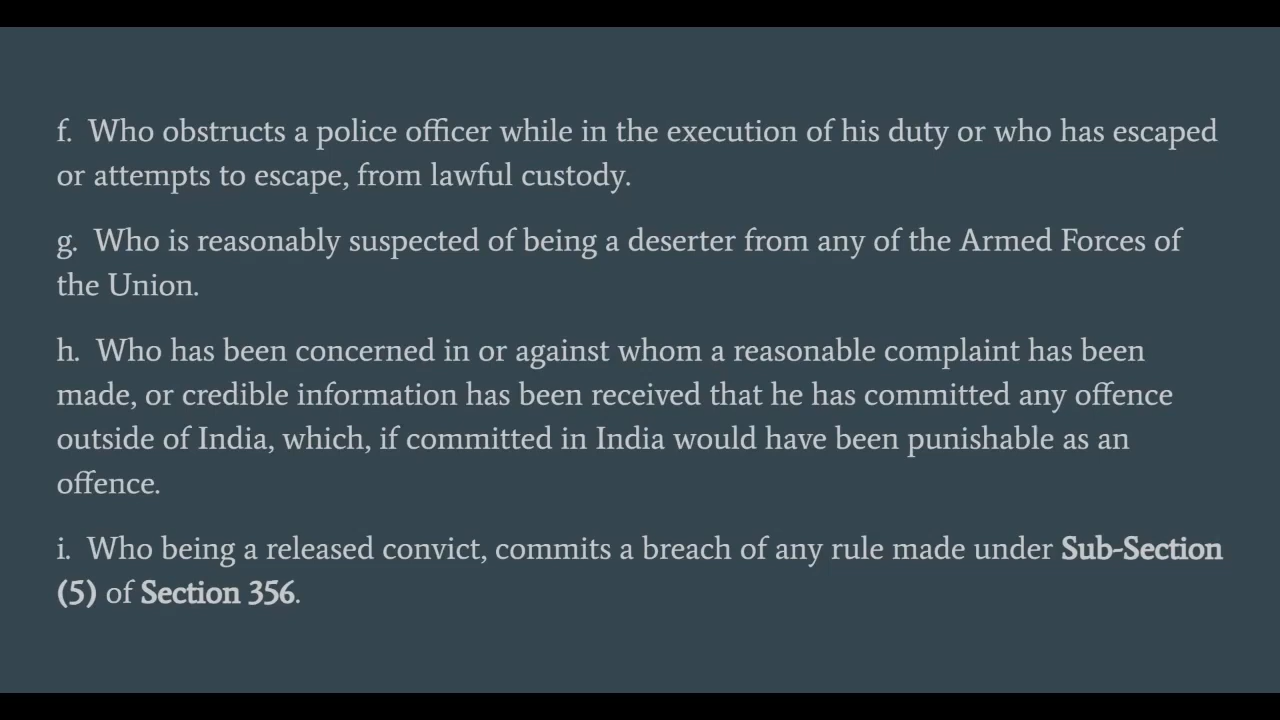 f. Who obstructs a police officer while in the execution of his duty or who has escaped
or attempts to escape, from lawful custody.
g. Who is reasonably suspected of being a deserter from any of the Armed Forces of
the Union.
h. Who has been concerned in or against whom a reasonable complaint has been
made, or credible information has been received that he has committed any offence
outside of India, which, if committed in India would have been punishable as an
offence.
i. Who being a released convict, commits a breach of any rule made under Sub-Section
(5) of Section 356.